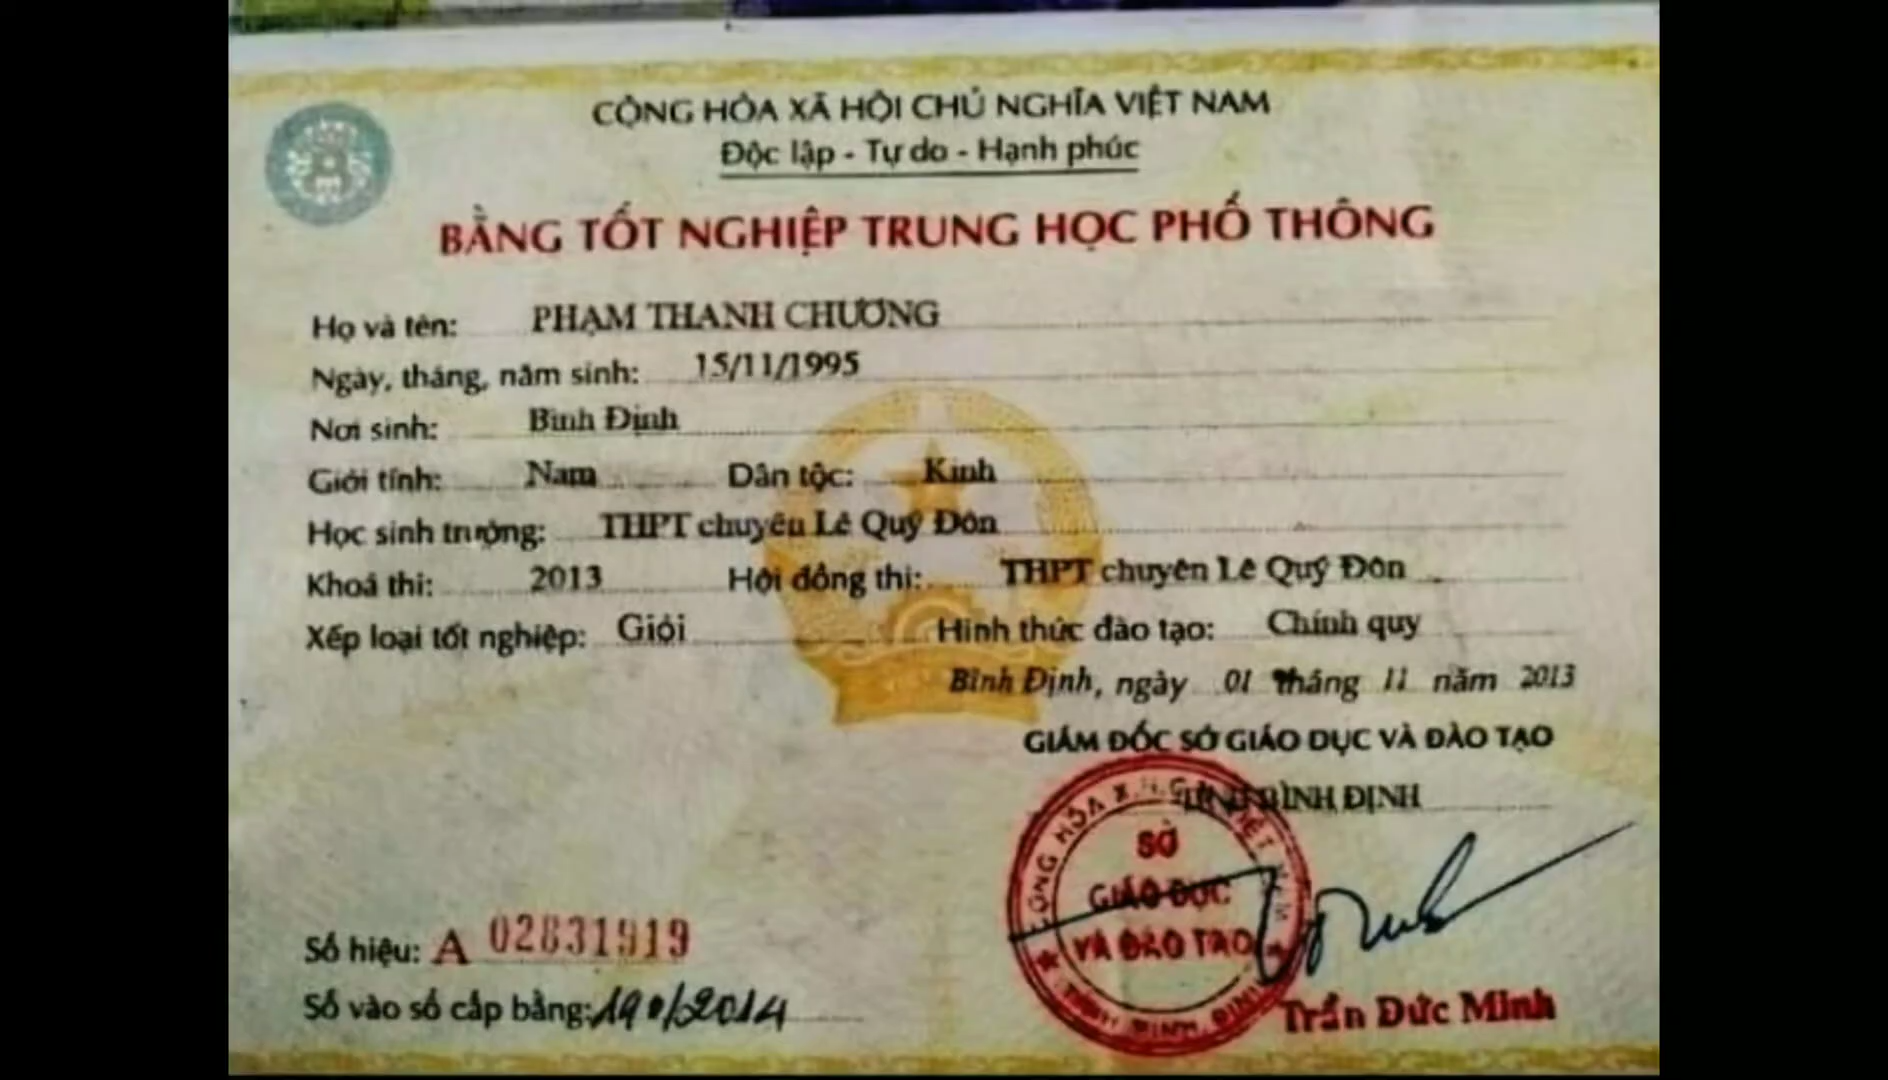 CỘNG HÒA XÃ HỘI CHỦ NGHĨA VIỆT NAM
Độc lập - Tự do - Hạnh phúc
BẰNG TỐT NGHIỆP TRUNG HỌC PHỔ THÔNG
Họ và tên: PHẠM THANH CHƯƠNG
Ngày, tháng, năm sinh: 15/11/1995
Nơi sinh: Bình Định
Giới tính: Nam Dân tộc: Kinh
Học sinh trường: THPT chuyên Lê Quý Đôn
Khoá thi: 2013 Hội đồng thi: THPT chuyên Lê Quý Đôn
Xếp loại tốt nghiệp: Giỏi Hình thức đào tạo: Chính quy
Bình Định, ngày 01 tháng 11 năm 2013
GIÁM ĐỐC SỞ GIÁO DỤC VÀ ĐÀO TẠO
BÌNH ĐỊNH
SỞ
GIÁO DỤC
VÀ ĐÀO TẠO
Số hiệu: A 02831919
Số vào sổ cấp bằng: /2014
Trần Đức Minh